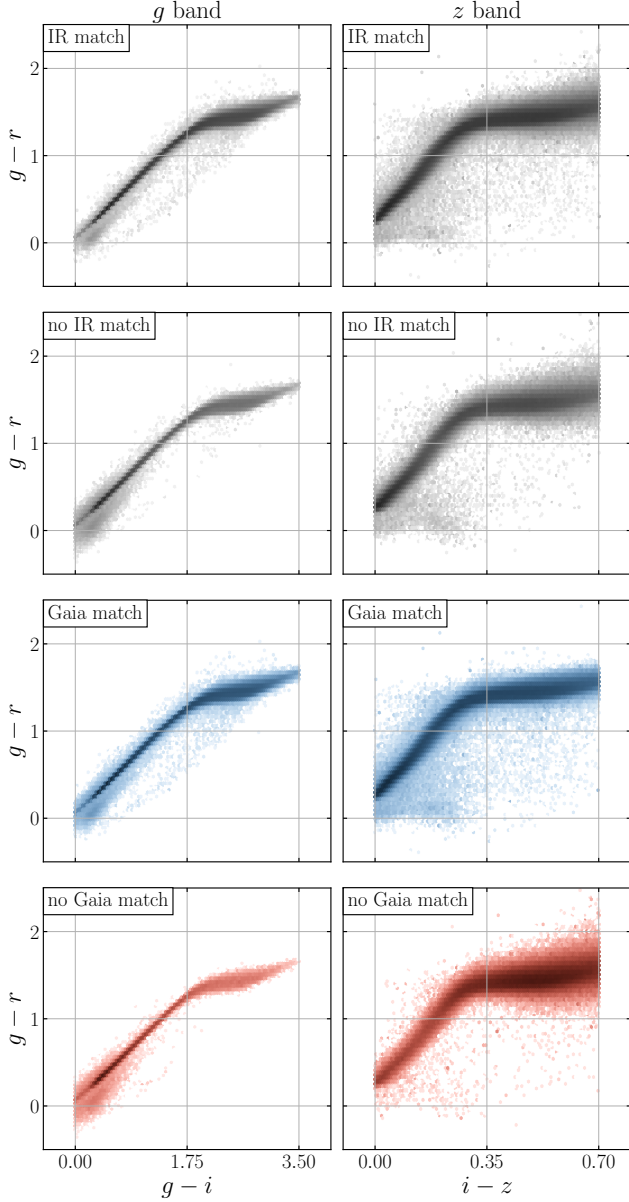 g band
z band
IR match
IR match
2
1
0
g − r
no IR match
no IR match
2
1
0
g − r
Gaia match
Gaia match
2
1
0
g − r
no Gaia match
no Gaia match
2
1
0
g − r
0.00 1.75 3.50
0.00 0.35 0.70
g − i
i − z